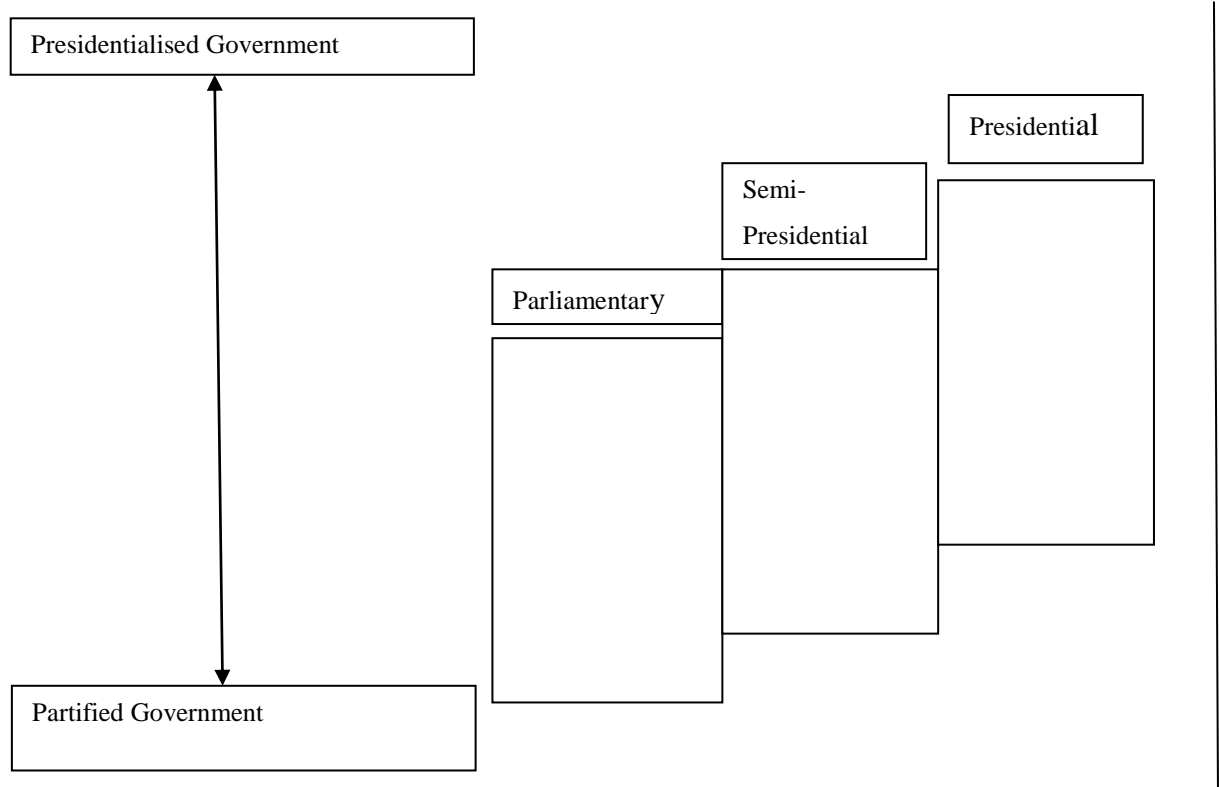 Presidentialised Government
Presidential
Semi-
Presidential
Parliamentary
Partified Government